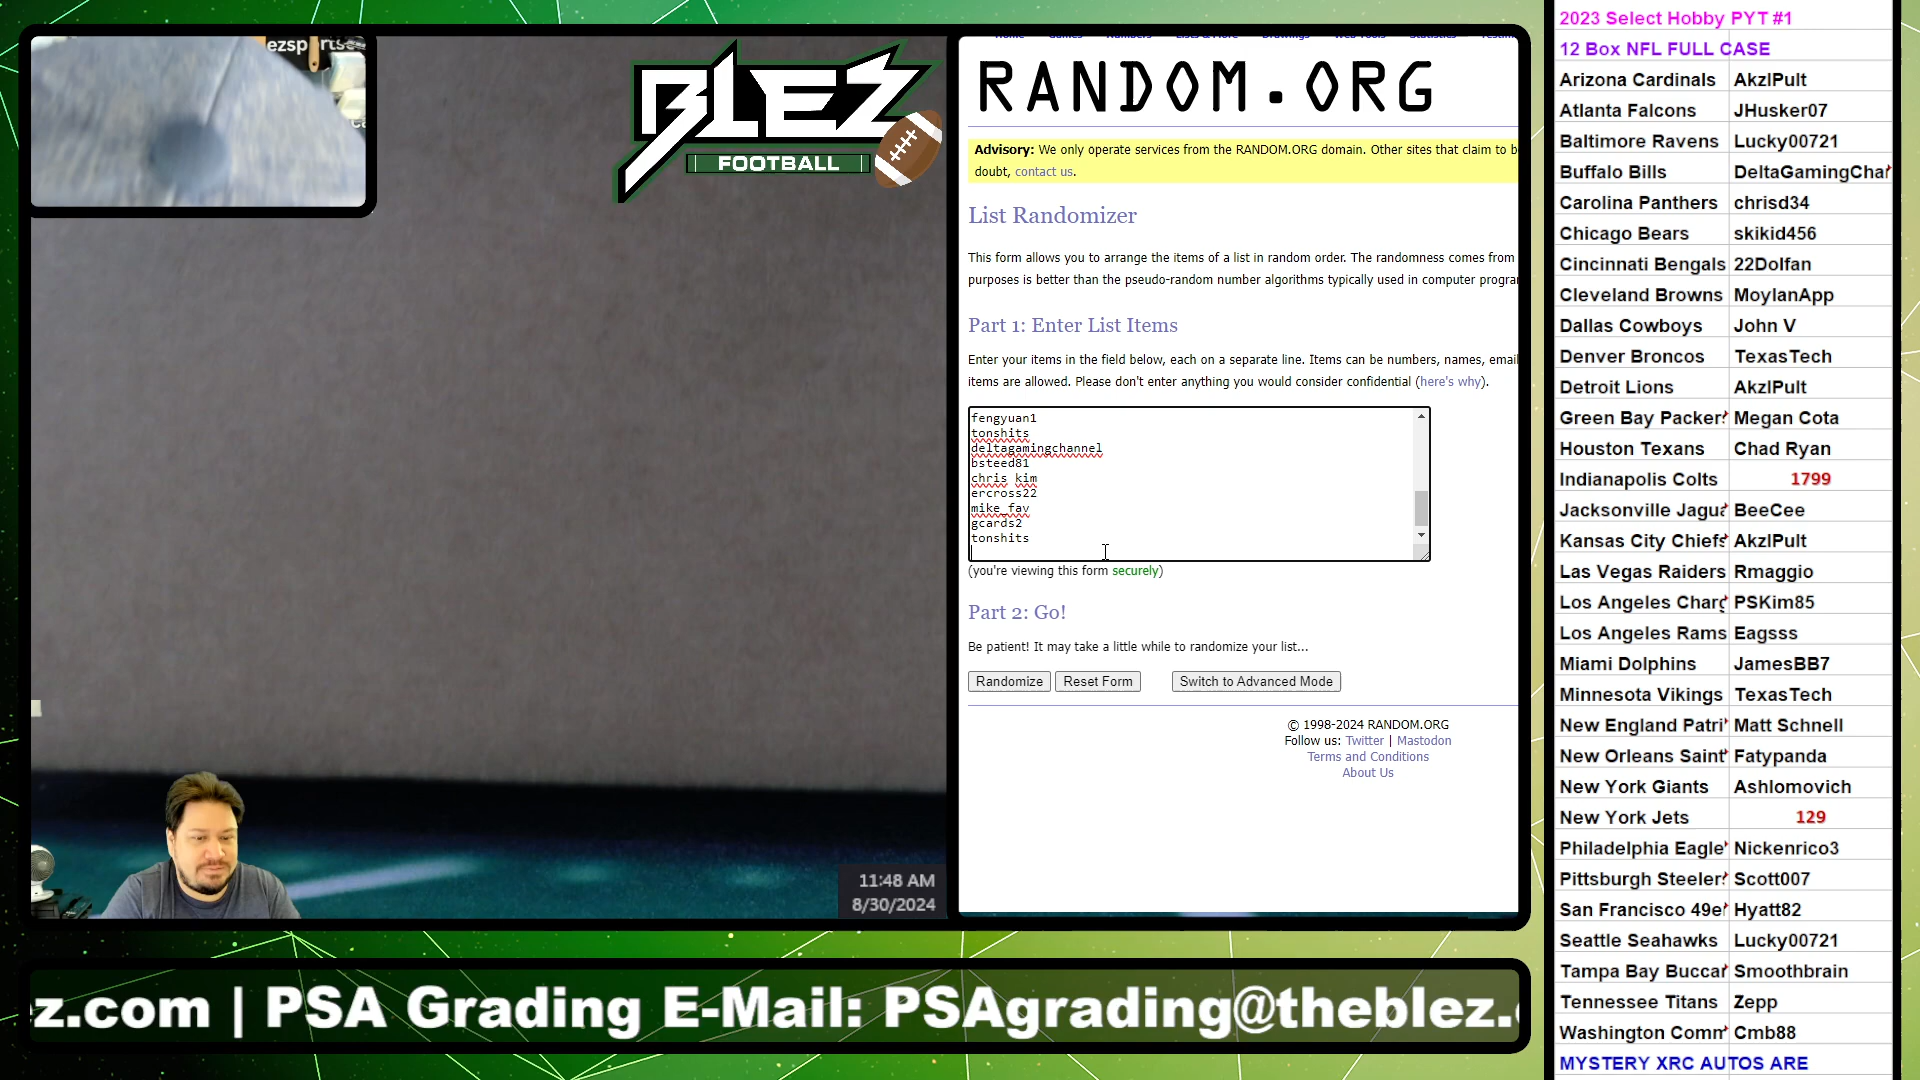 BLEZ
FOOTBALL
11:48 AM
8/30/2024
RANDOM.ORG
Advisory: We only operate services from the RANDOM.ORG domain. Other sites that claim to b
doubt, contact us.
List Randomizer
This form allows you to arrange the items of a list in random order. The randomness comes from
purposes is better than the pseudo-random number algorithms typically used in computer progra
Part 1: Enter List Items
Enter your items in the field below, each on a separate line. Items can be numbers, names, email
items are allowed. Please don't enter anything you would consider confidential (here's why).
fengyuan1
tonshits
deltagamingchannel
bsteed81
chris kim
ercross22
mike_fav
gcards2
tonshits
(you're viewing this form securely)
Part 2: Go!
Be patient! It may take a little while to randomize your list...
Randomize Reset Form Switch to Advanced Mode
© 1998-2024 RANDOM.ORG
Follow us: Twitter | Mastodon
Terms and Conditions
About Us
2023 Select Hobby PYT #1
12 Box NFL FULL CASE
Arizona Cardinals AkzlPult
Atlanta Falcons JHusker07
Baltimore Ravens Lucky00721
Buffalo Bills DeltaGamingChar
Carolina Panthers chrisd34
Chicago Bears skikid456
Cincinnati Bengals 22Dolfan
Cleveland Browns MoylanApp
Dallas Cowboys John V
Denver Broncos TexasTech
Detroit Lions AkzlPult
Green Bay Packer Megan Cota
Houston Texans Chad Ryan
Indianapolis Colts 1799
Jacksonville Jagua BeeCee
Kansas City Chiefs AkzlPult
Las Vegas Raiders Rmaggio
Los Angeles Charg PSKim85
Los Angeles Rams Eagsss
Miami Dolphins JamesBB7
Minnesota Vikings TexasTech
New England Patri Matt Schnell
New Orleans Saint Fatypanda
New York Giants Ashlomovich
New York Jets 129
Philadelphia Eagle Nickenrico3
Pittsburgh Steeler Scott007
San Francisco 49e Hyatt82
Seattle Seahawks Lucky00721
Tampa Bay Buccar Smoothbrain
Tennessee Titans Zepp
Washington Comm Cmb88
MYSTERY XRC AUTOS ARE
z.com | PSA Grading E-Mail: PSAgrading@theblez.